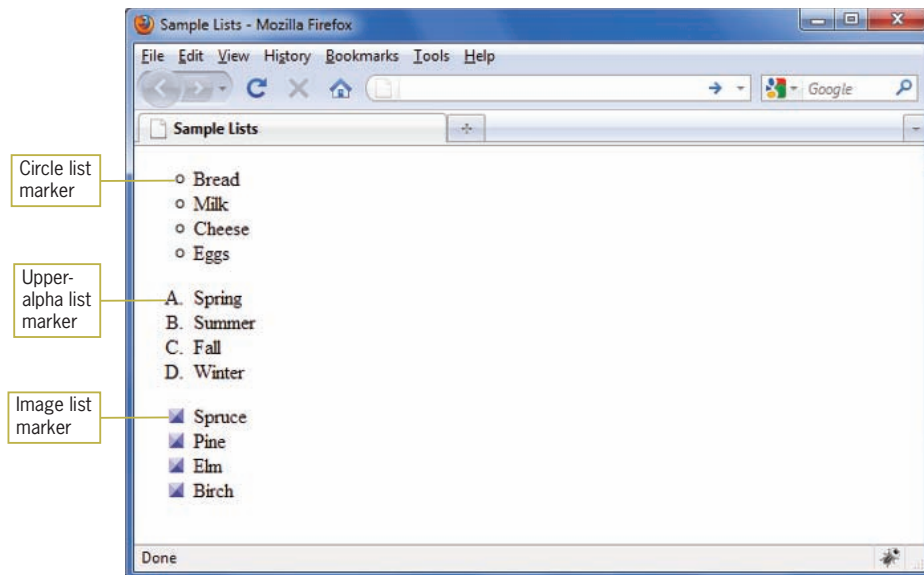 Sample Lists - Mozilla Firefox
File Edit View History Bookmarks Tools Help
Google
Sample Lists
Circle list
marker
Bread
Milk
Cheese
Eggs
Upper-
alpha list
marker
A. Spring
B. Summer
C. Fall
D. Winter
Image list
marker
Spruce
Pine
Elm
Birch
Done